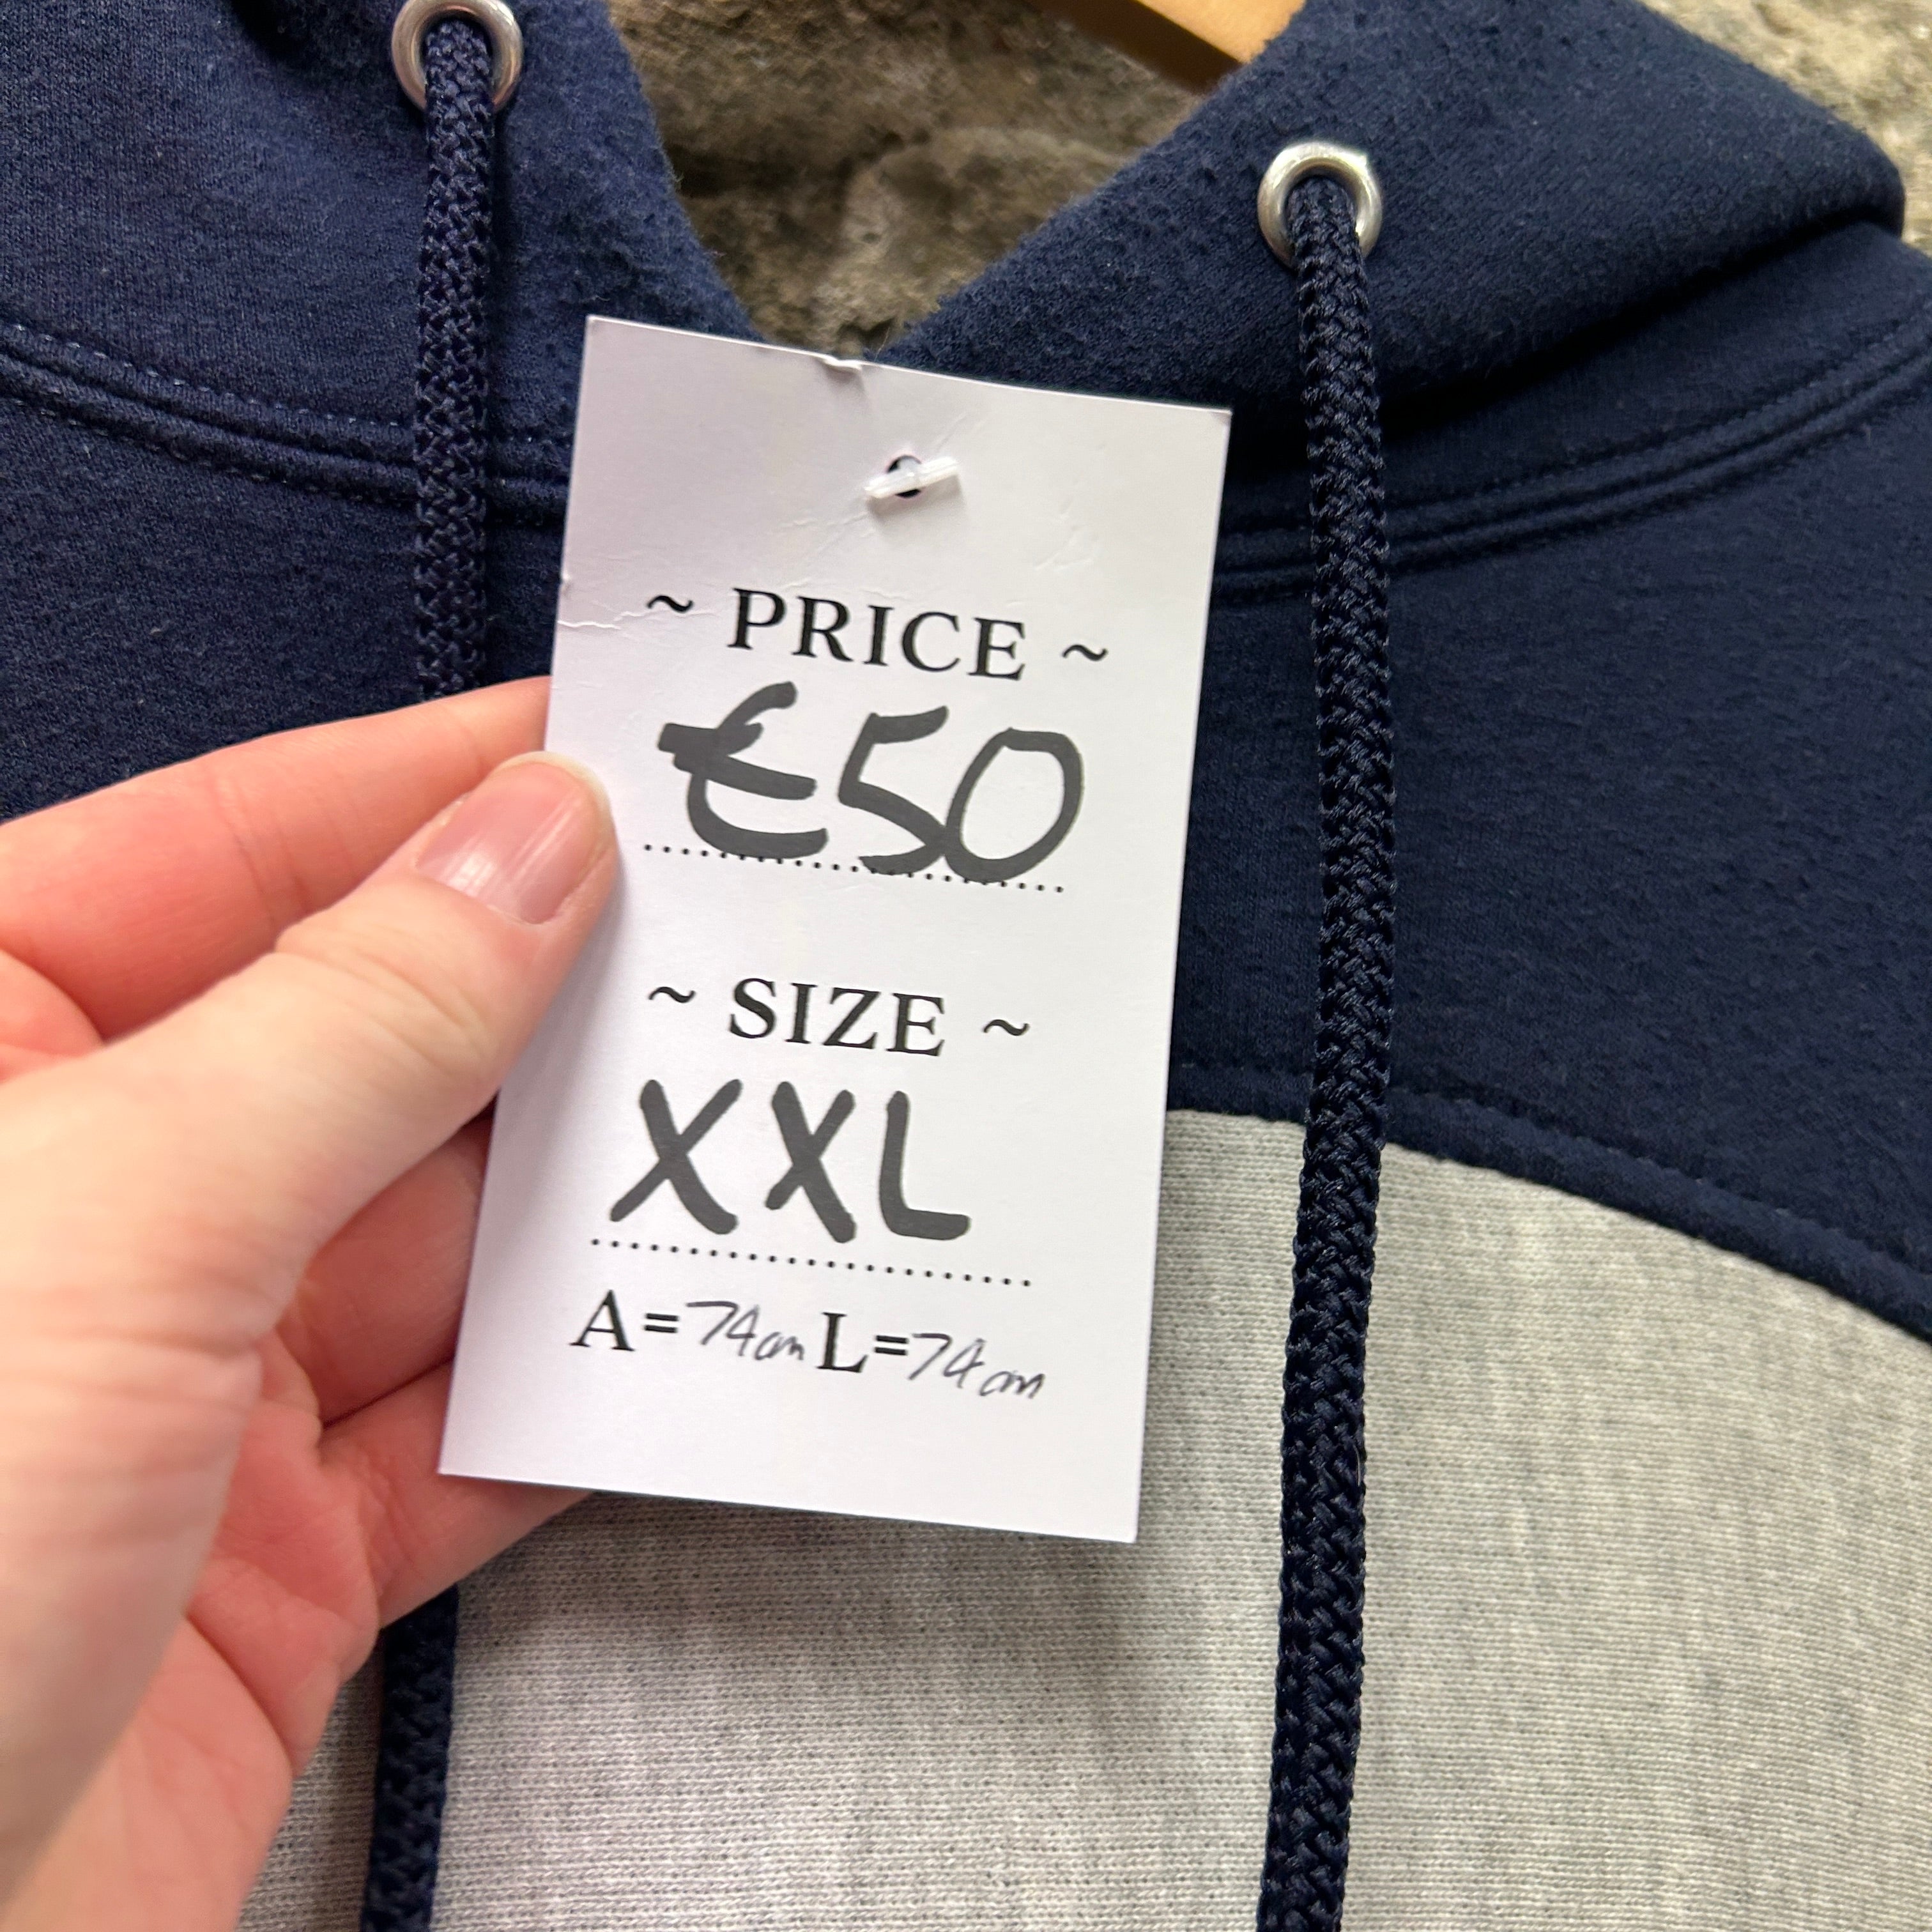 ~ PRICE ~
€50
~ SIZE ~
XXL
A=74cm L=74cm